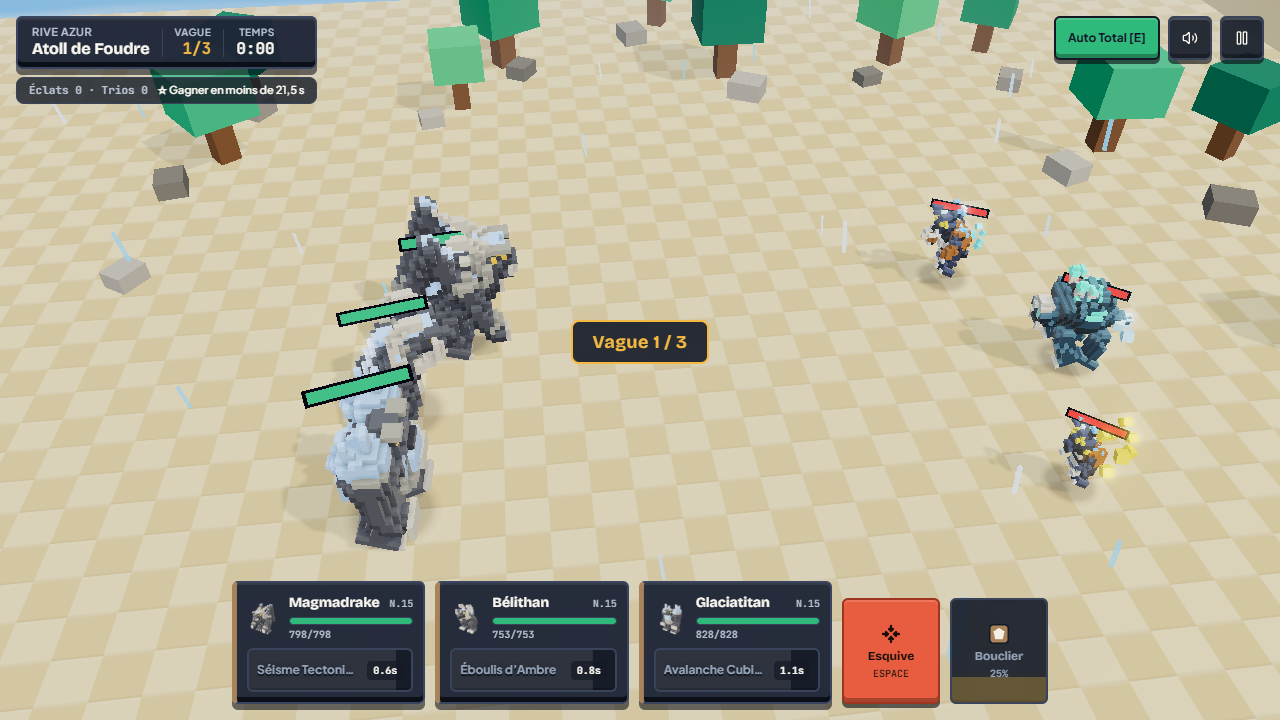 RIVE AZUR
Atoll de Foudre
VAGUE
1/3
TEMPS
0:00
Éclats 0 · Trios 0 ★ Gagner en moins de 21,5 s
Auto Total [E]
Vague 1 / 3
Magmadrake N.15
798/798
Séisme Tectoni… 0.6s
Bélithan N.15
753/753
Éboulis d'Ambre 0.8s
Glaciatitan N.15
828/828
Avalanche Cubi… 1.1s
Esquive
ESPACE
Bouclier
25%